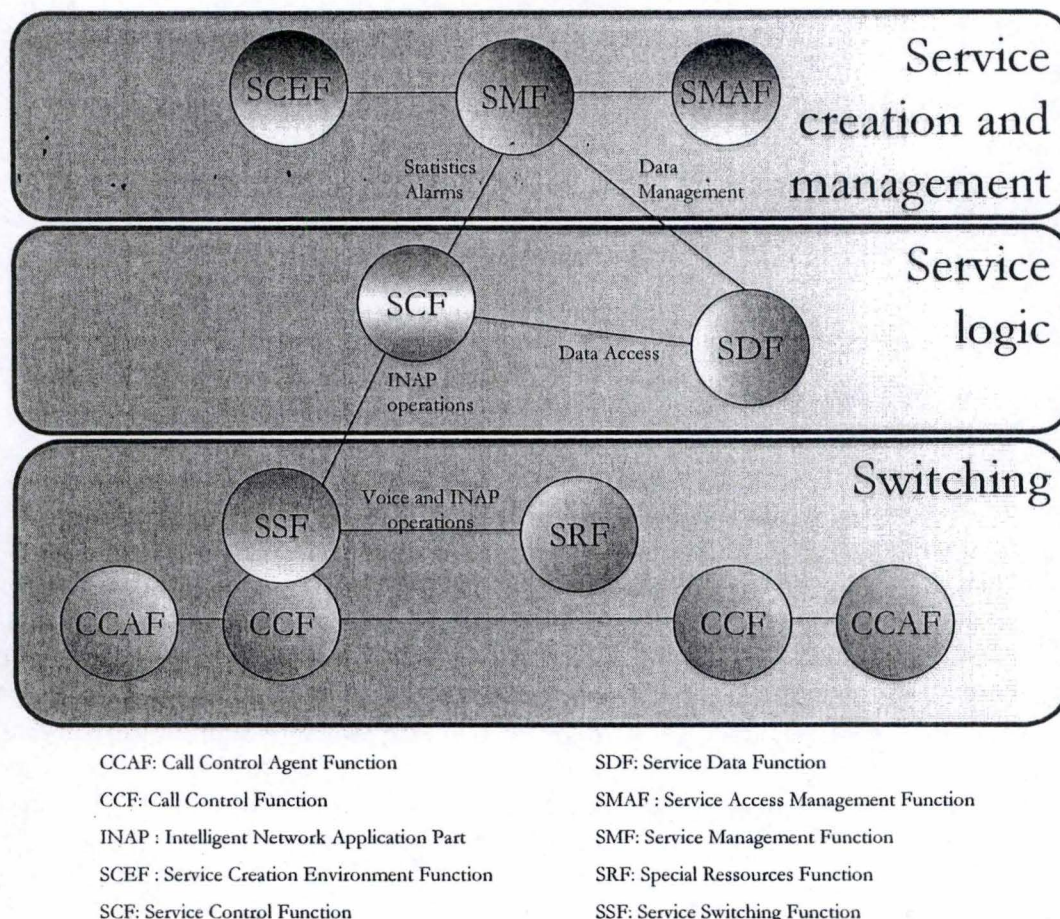 Service
creation and
management
SCEF
SMF
SMAF
Statistics
Alarms
Data
Management
Service
logic
SCF
SDF
Data Access
INAP
operations
Switching
SSF
Voice and INAP
operations
SRF
CCAF
CCF
CCF
CCAF
CCAF: Call Control Agent Function
CCF: Call Control Function
INAP : Intelligent Network Application Part
SCEF : Service Creation Environment Function
SCF: Service Control Function
SDF: Service Data Function
SMAF : Service Access Management Function
SMF: Service Management Function
SRF: Special Ressources Function
SSF: Service Switching Function